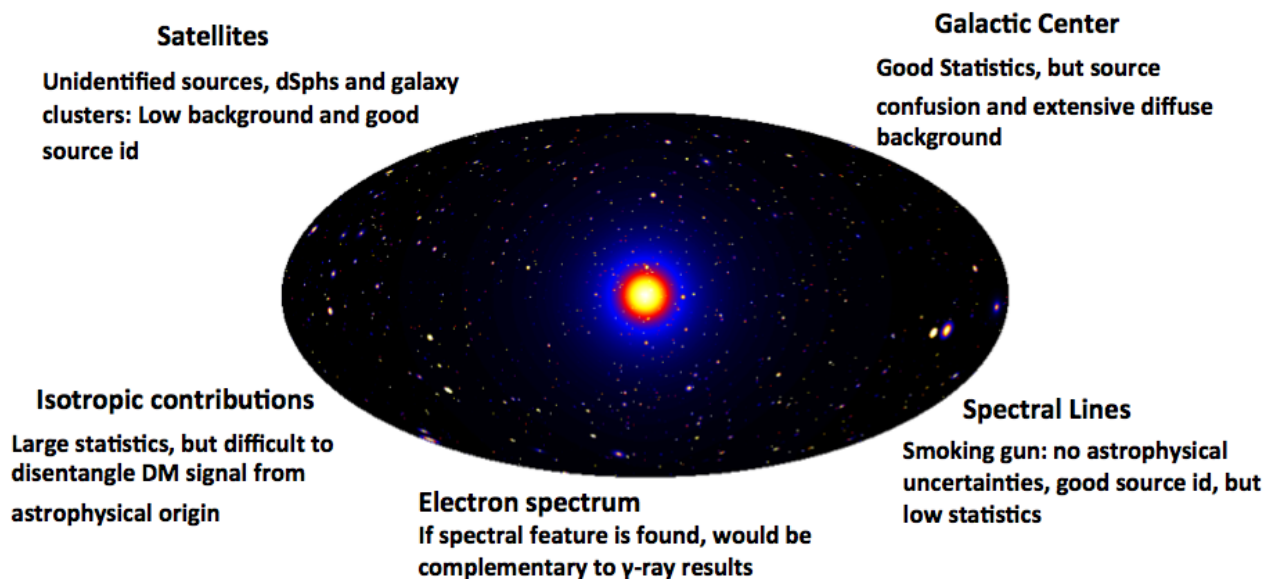 Satellites
Unidentified sources, dSphs and galaxy
clusters: Low background and good
source id
Galactic Center
Good Statistics, but source
confusion and extensive diffuse
background
Isotropic contributions
Large statistics, but difficult to
disentangle DM signal from
astrophysical origin
Electron spectrum
If spectral feature is found, would be
complementary to γ-ray results
Spectral Lines
Smoking gun: no astrophysical
uncertainties, good source id, but
low statistics